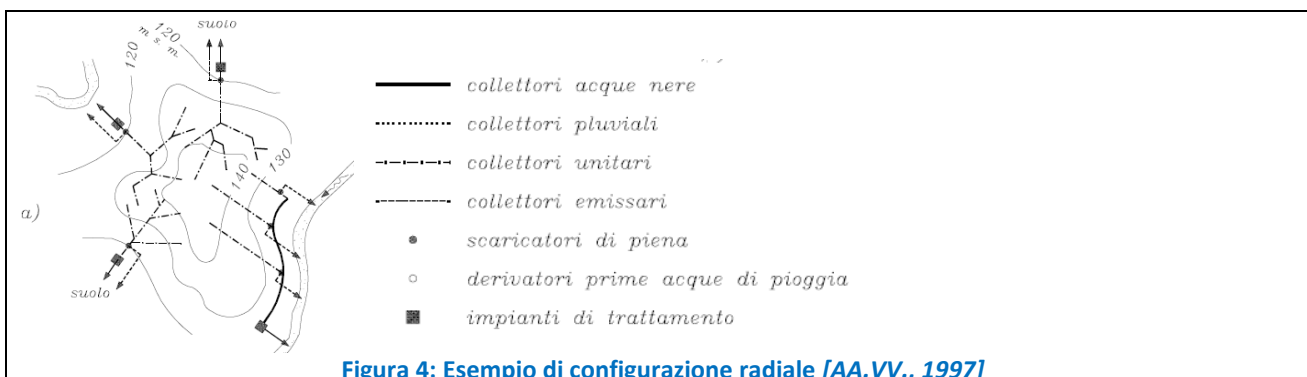 suolo
120
m s. m.
120
130
140
a)
suolo
collettori acque nere
collettori pluviali
collettori unitari
collettori emissari
scaricatori di piena
derivatori prime acque di pioggia
impianti di trattamento
Figura 4: Esempio di configurazione radiale [AA.VV., 1997]